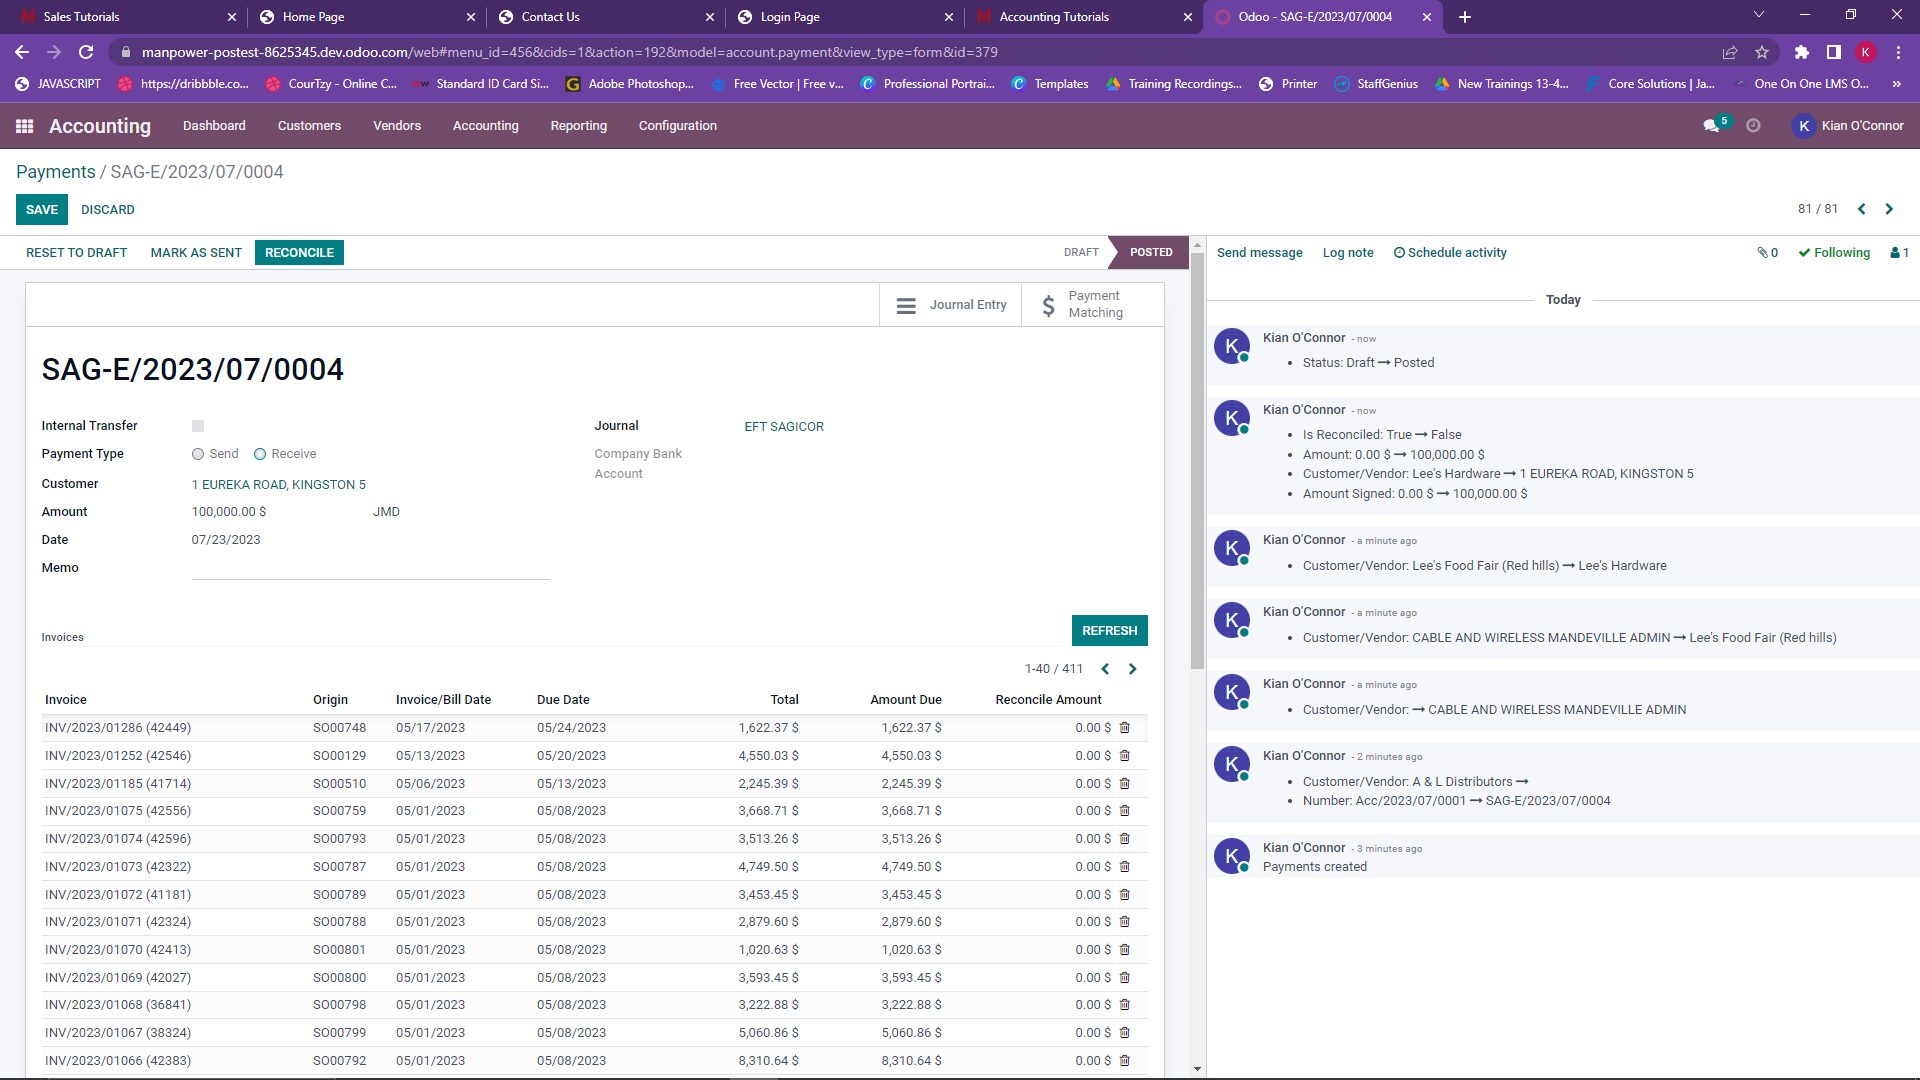 Sales Tutorials
Home Page
Contact Us
Login Page
Accounting Tutorials
Odoo - SAG-E/2023/07/0004
manpower-postest-8625345.dev.odoo.com/web#menu_id=456&cids=1&action=192&model=account.payment&view_type=form&id=379
K
JAVASCRIPT
https://dribbble.co...
CourTzy - Online C...
Standard ID Card Si...
Adobe Photoshop...
Free Vector | Free v...
Professional Portrai...
Templates
Training Recordings...
Printer
StaffGenius
New Trainings 13-4...
Core Solutions | Ja...
One On One LMS O...
»
Accounting
Dashboard
Customers
Vendors
Accounting
Reporting
Configuration
5
K Kian O'Connor
Payments / SAG-E/2023/07/0004
SAVE DISCARD
81 / 81
RESET TO DRAFT MARK AS SENT RECONCILE
DRAFT POSTED
Journal Entry
Payment
Matching
SAG-E/2023/07/0004
Internal Transfer
Payment Type Send Receive
Customer 1 EUREKA ROAD, KINGSTON 5
Amount 100,000.00 $ JMD
Date 07/23/2023
Memo
Journal EFT SAGICOR
Company Bank
Account
Invoices
REFRESH
1-40 / 411
Invoice Origin Invoice/Bill Date Due Date Total Amount Due Reconcile Amount
INV/2023/01286 (42449) SO00748 05/17/2023 05/24/2023 1,622.37 $ 1,622.37 $ 0.00 $
INV/2023/01252 (42546) SO00129 05/13/2023 05/20/2023 4,550.03 $ 4,550.03 $ 0.00 $
INV/2023/01185 (41714) SO00510 05/06/2023 05/13/2023 2,245.39 $ 2,245.39 $ 0.00 $
INV/2023/01075 (42556) SO00759 05/01/2023 05/08/2023 3,668.71 $ 3,668.71 $ 0.00 $
INV/2023/01074 (42596) SO00793 05/01/2023 05/08/2023 3,513.26 $ 3,513.26 $ 0.00 $
INV/2023/01073 (42322) SO00787 05/01/2023 05/08/2023 4,749.50 $ 4,749.50 $ 0.00 $
INV/2023/01072 (41181) SO00789 05/01/2023 05/08/2023 3,453.45 $ 3,453.45 $ 0.00 $
INV/2023/01071 (42324) SO00788 05/01/2023 05/08/2023 2,879.60 $ 2,879.60 $ 0.00 $
INV/2023/01070 (42413) SO00801 05/01/2023 05/08/2023 1,020.63 $ 1,020.63 $ 0.00 $
INV/2023/01069 (42027) SO00800 05/01/2023 05/08/2023 3,593.45 $ 3,593.45 $ 0.00 $
INV/2023/01068 (36841) SO00798 05/01/2023 05/08/2023 3,222.88 $ 3,222.88 $ 0.00 $
INV/2023/01067 (38324) SO00799 05/01/2023 05/08/2023 5,060.86 $ 5,060.86 $ 0.00 $
INV/2023/01066 (42383) SO00792 05/01/2023 05/08/2023 8,310.64 $ 8,310.64 $ 0.00 $
Send message Log note Schedule activity
0 Following 1
Today
K Kian O'Connor - now
Status: Draft → Posted
K Kian O'Connor - now
Is Reconciled: True → False
Amount: 0.00 $ → 100,000.00 $
Customer/Vendor: Lee's Hardware → 1 EUREKA ROAD, KINGSTON 5
Amount Signed: 0.00 $ → 100,000.00 $
K Kian O'Connor - a minute ago
Customer/Vendor: Lee's Food Fair (Red hills) → Lee's Hardware
K Kian O'Connor - a minute ago
Customer/Vendor: CABLE AND WIRELESS MANDEVILLE ADMIN → Lee's Food Fair (Red hills)
K Kian O'Connor - a minute ago
Customer/Vendor: → CABLE AND WIRELESS MANDEVILLE ADMIN
K Kian O'Connor - 2 minutes ago
Customer/Vendor: A & L Distributors →
Number: Acc/2023/07/0001 → SAG-E/2023/07/0004
K Kian O'Connor - 3 minutes ago
Payments created